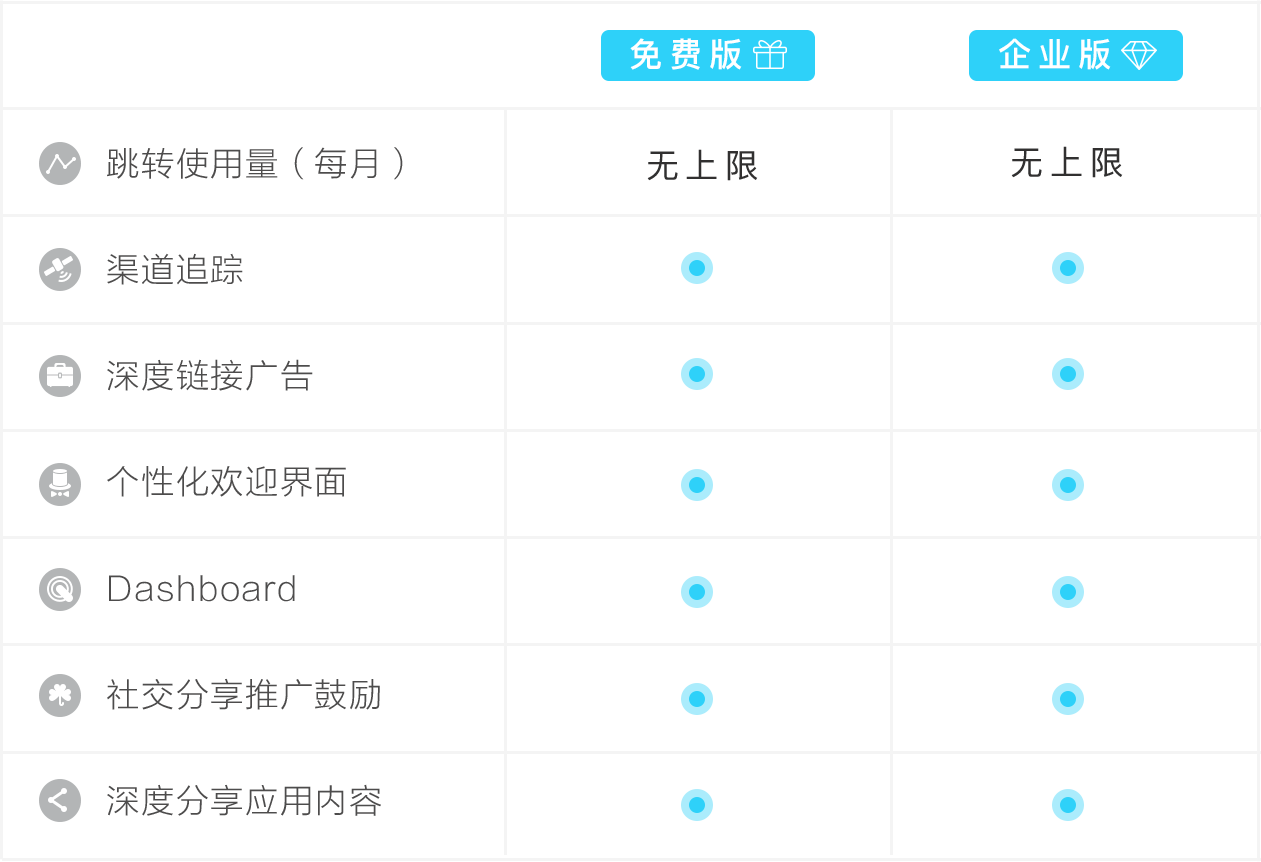 免费版
企业版
跳转使用量（每月）
无上限
无上限
渠道追踪
深度链接广告
个性化欢迎界面
Dashboard
社交分享推广鼓励
深度分享应用内容